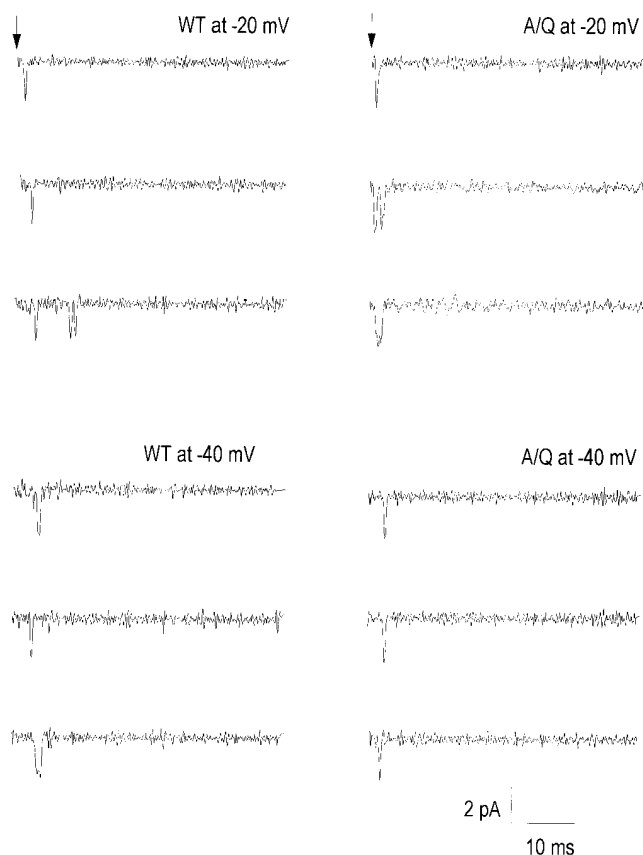 WT at -20 mV
A/Q at -20 mV
WT at -40 mV
A/Q at -40 mV
2 pA
10 ms